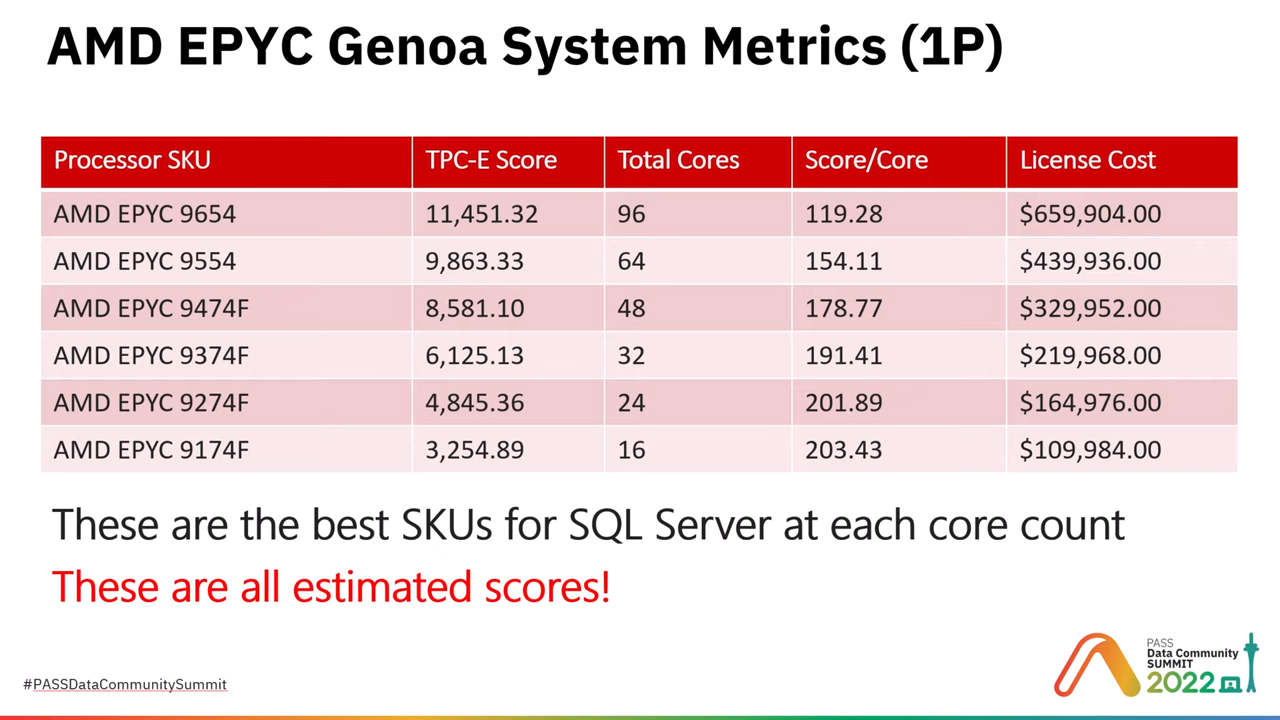 AMD EPYC Genoa System Metrics (1P)
Processor SKU TPC-E Score Total Cores Score/Core License Cost
AMD EPYC 9654 11,451.32 96 119.28 $659,904.00
AMD EPYC 9554 9,863.33 64 154.11 $439,936.00
AMD EPYC 9474F 8,581.10 48 178.77 $329,952.00
AMD EPYC 9374F 6,125.13 32 191.41 $219,968.00
AMD EPYC 9274F 4,845.36 24 201.89 $164,976.00
AMD EPYC 9174F 3,254.89 16 203.43 $109,984.00
These are the best SKUs for SQL Server at each core count
These are all estimated scores!
#PASSDataCommunitySummit
PASS
Data Community
SUMMIT
2022